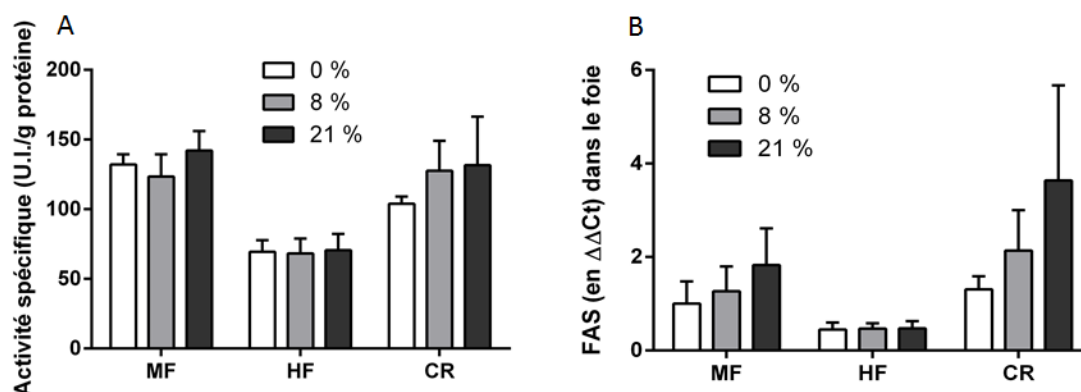 A
Activité spécifique (U.I./g protéine)
200
150
100
50
0
0 %
8 %
21 %
MF
HF
CR
B
FAS (en ΔΔCt) dans le foie
6
4
2
0
0 %
8 %
21 %
MF
HF
CR